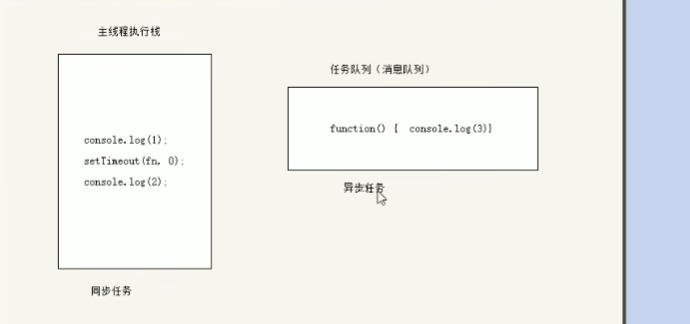 主线程执行栈
console.log(1);
setTimeout(fn, 0);
console.log(2);
同步任务
任务队列（消息队列）
function() {  console.log(3)}
异步任务